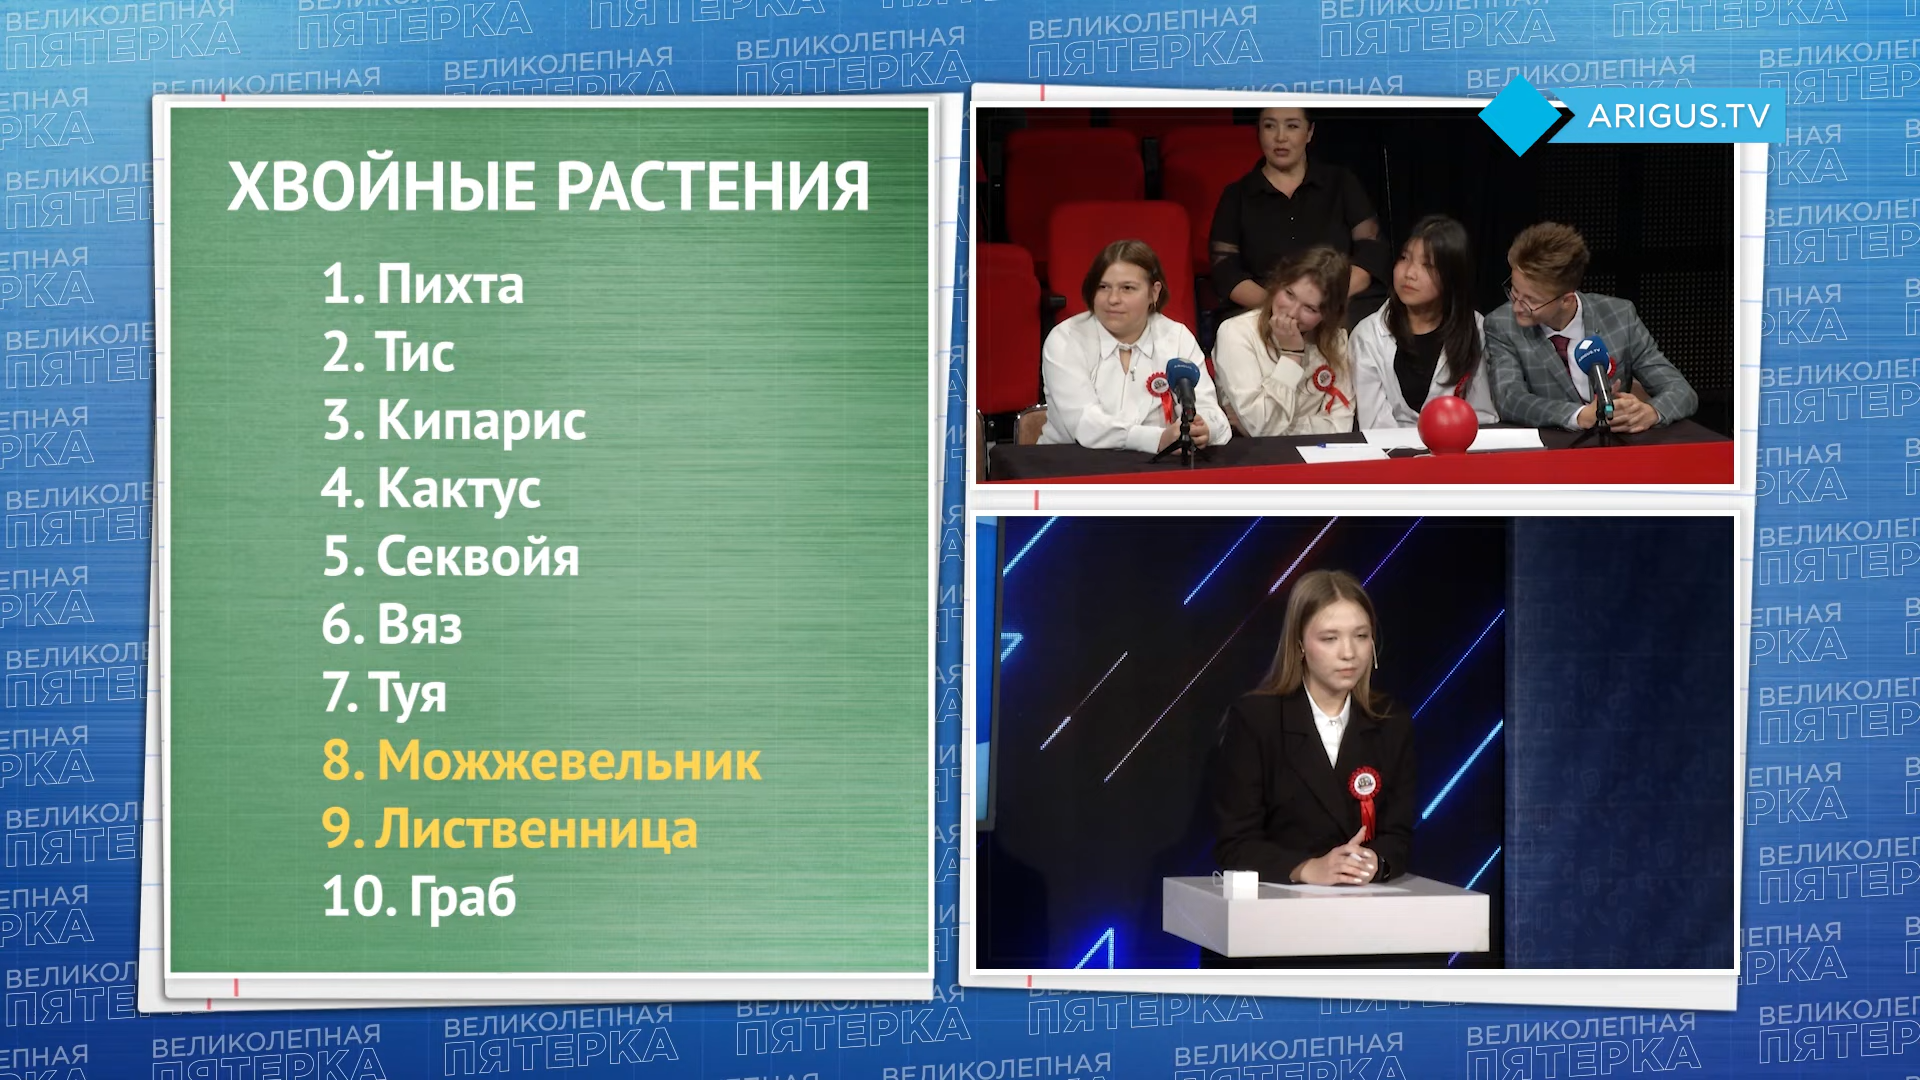 ХВОЙНЫЕ РАСТЕНИЯ
1. Пихта
2. Тис
3. Кипарис
4. Кактус
5. Секвойя
6. Вяз
7. Туя
8. Можжевельник
9. Лиственница
10. Граб
ARIGUS.TV
ВЕЛИКОЛЕПНАЯ
ПЯТЕРКА